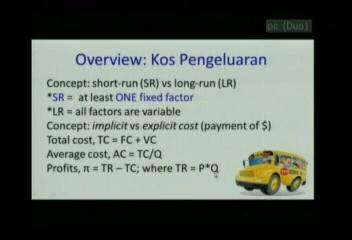 pc (Duo)
Overview: Kos Pengeluaran
Concept: short-run (SR) vs long-run (LR)
*SR = at least ONE fixed factor
*LR = all factors are variable
Concept: implicit vs explicit cost (payment of $)
Total cost, TC = FC + VC
Average cost, AC = TC/Q
Profits, π = TR – TC; where TR = P*Q